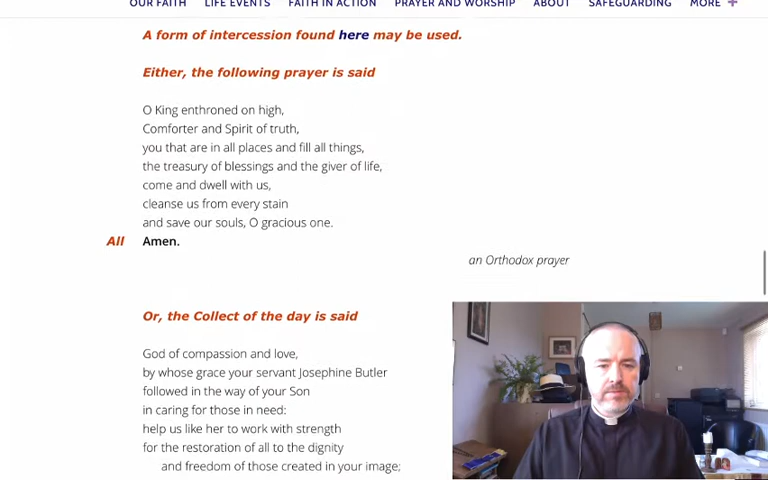 OUR FAITH LIFE EVENTS FAITH IN ACTION PRAYER AND WORSHIP ABOUT SAFEGUARDING MORE +
A form of intercession found here may be used.
Either, the following prayer is said
O King enthroned on high,
Comforter and Spirit of truth,
you that are in all places and fill all things,
the treasury of blessings and the giver of life,
come and dwell with us,
cleanse us from every stain
and save our souls, O gracious one.
All Amen.
an Orthodox prayer
Or, the Collect of the day is said
God of compassion and love,
by whose grace your servant Josephine Butler
followed in the way of your Son
in caring for those in need:
help us like her to work with strength
for the restoration of all to the dignity
and freedom of those created in your image;